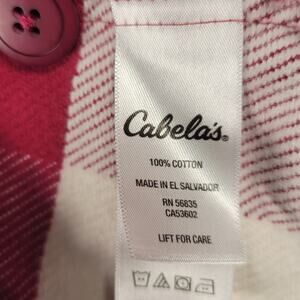 Cabela's®
100% COTTON
MADE IN EL SALVADOR
RN 56835
CA53602
LIFT FOR CARE